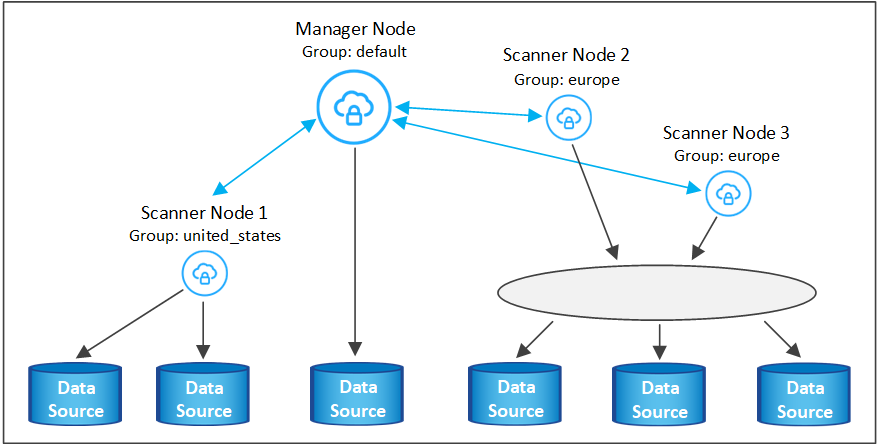 Manager Node
Group: default
Scanner Node 2
Group: europe
Scanner Node 3
Group: europe
Scanner Node 1
Group: united_states
Data
Source
Data
Source
Data
Source
Data
Source
Data
Source
Data
Source